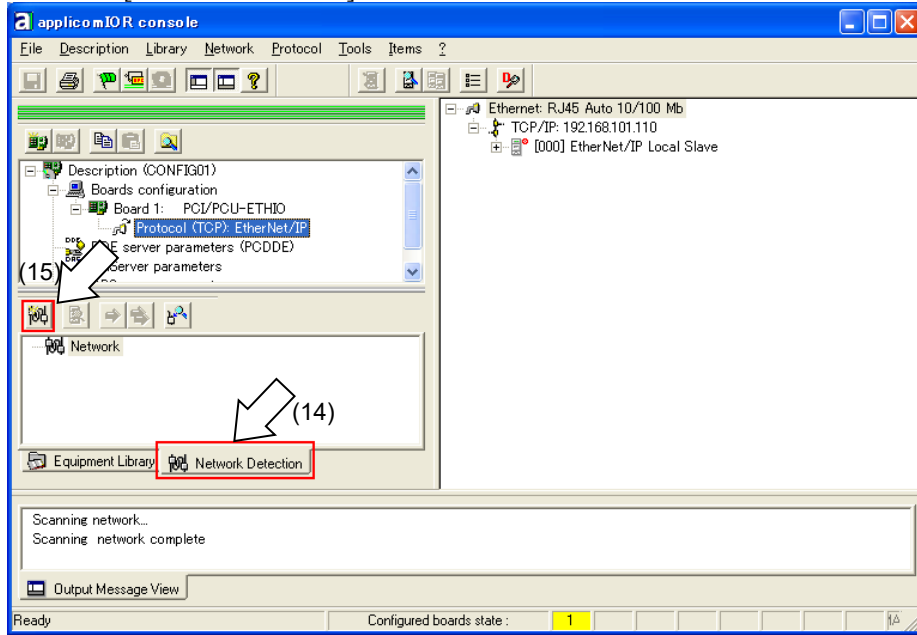 applicomIOR console
File Description Library Network Protocol Tools Items ?
Ethernet: RJ45 Auto 10/100 Mb
TCP/IP: 192.168.101.110
[000] EtherNet/IP Local Slave
Description (CONFIG01)
Boards configuration
Board 1: PCI/PCU-ETHIO
Protocol (TCP): EtherNet/IP
server parameters (PCDDE)
Server parameters
(15)
Network
(14)
Equipment Library
Network Detection
Scanning network...
Scanning network complete
Output Message View
Ready
Configured boards state :
1